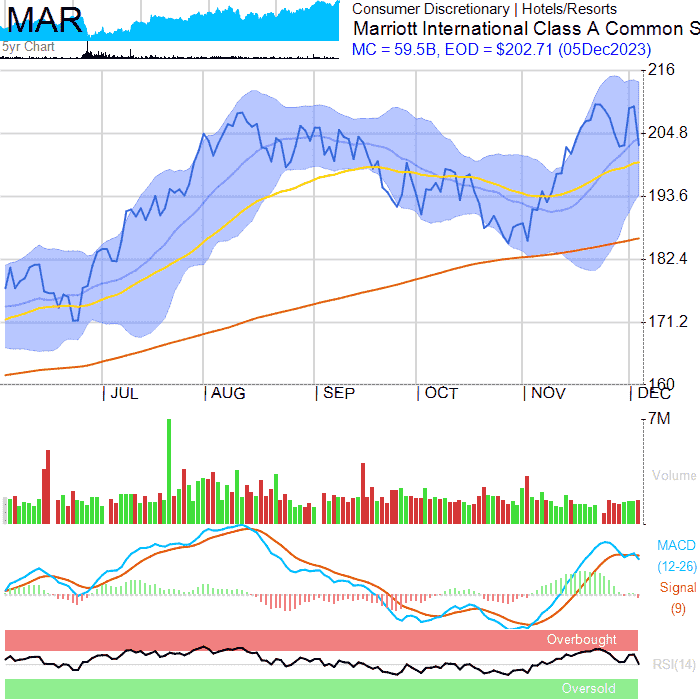 MAR
5yr Chart
Consumer Discretionary | Hotels/Resorts
Marriott International Class A Common S
MC = 59.5B, EOD = $202.71 (05Dec2023)
216
204.8
193.6
182.4
171.2
160
JUL
AUG
SEP
OCT
NOV
DEC
7M
Volume
MACD
(12-26)
Signal
(9)
Overbought
RSI(14)
Oversold